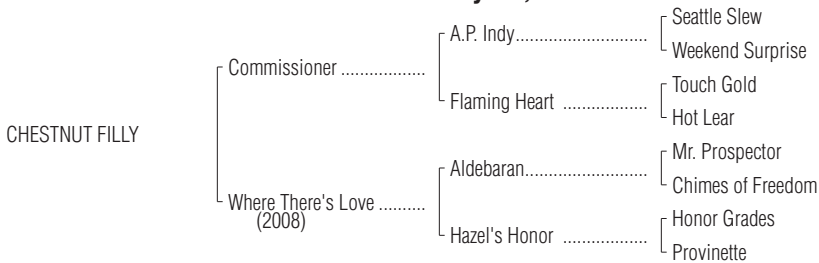 Seattle Slew
A.P. Indy..............................
Weekend Surprise
Commissioner ..................
Touch Gold
Flaming Heart ..................
Hot Lear
CHESTNUT FILLY
Mr. Prospector
Aldebaran............................
Chimes of Freedom
Where There's Love ..........
(2008)
Honor Grades
Hazel's Honor ..................
Provinette